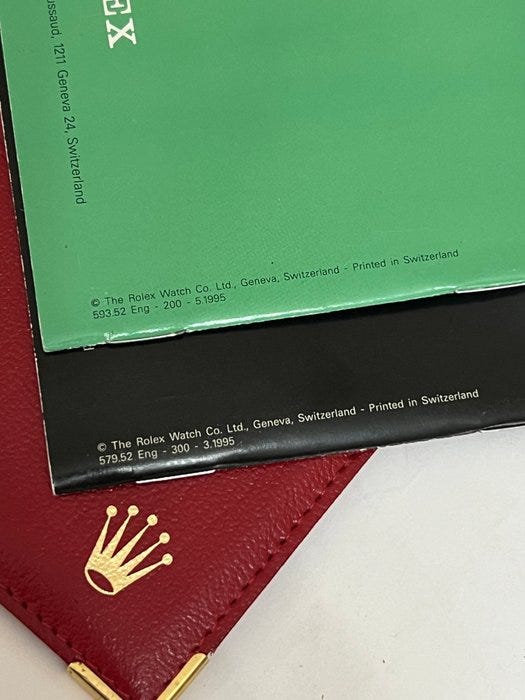 EX
ussaud, 1211 Geneva 24, Switzerland
© The Rolex Watch Co. Ltd., Geneva, Switzerland - Printed in Switzerland
593.52 Eng - 200 - 5.1995
© The Rolex Watch Co. Ltd., Geneva, Switzerland - Printed in Switzerland
579.52 Eng - 300 - 3.1995